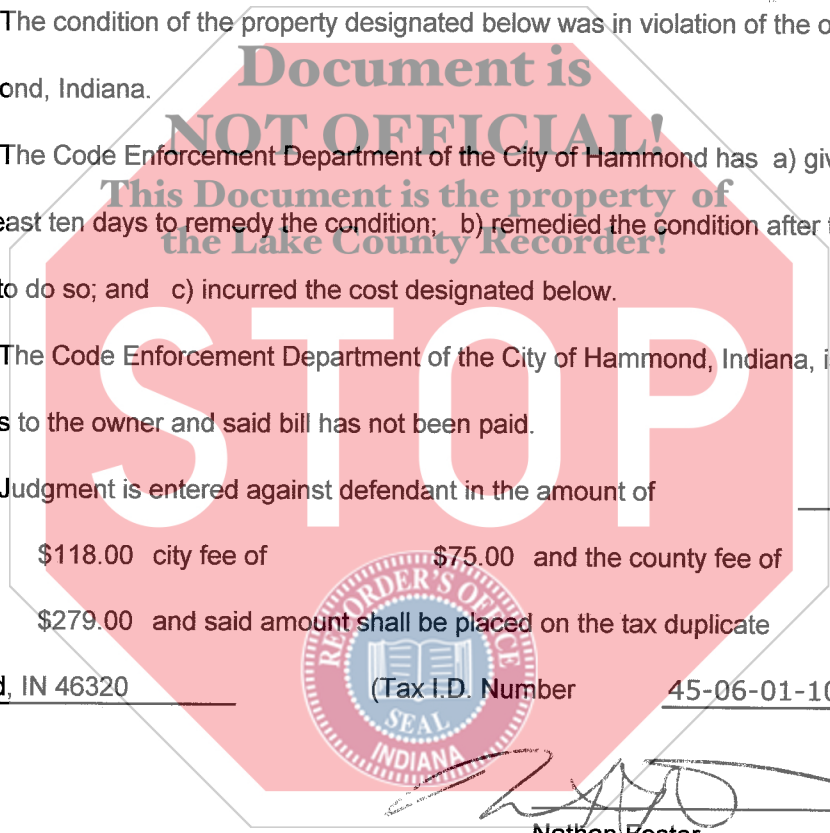 The condition of the property designated below was in violation of the o
Document is
ond, Indiana.
NOT OFFICIAL!
The Code Enforcement Department of the City of Hammond has a) giv
This Document is the property of
east ten days to remedy the condition; b) remedied the condition after
the Lake County Recorder!
to do so; and c) incurred the cost designated below.
STOP
The Code Enforcement Department of the City of Hammond, Indiana, i
s to the owner and said bill has not been paid.
Judgment is entered against defendant in the amount of
$118.00 city fee of $75.00 and the county fee of
$279.00 and said amount shall be placed on the tax duplicate
RECORDER'S OFFICE
SEAL
INDIANA
d, IN 46320 (Tax I.D. Number 45-06-01-10
Nathan Foster